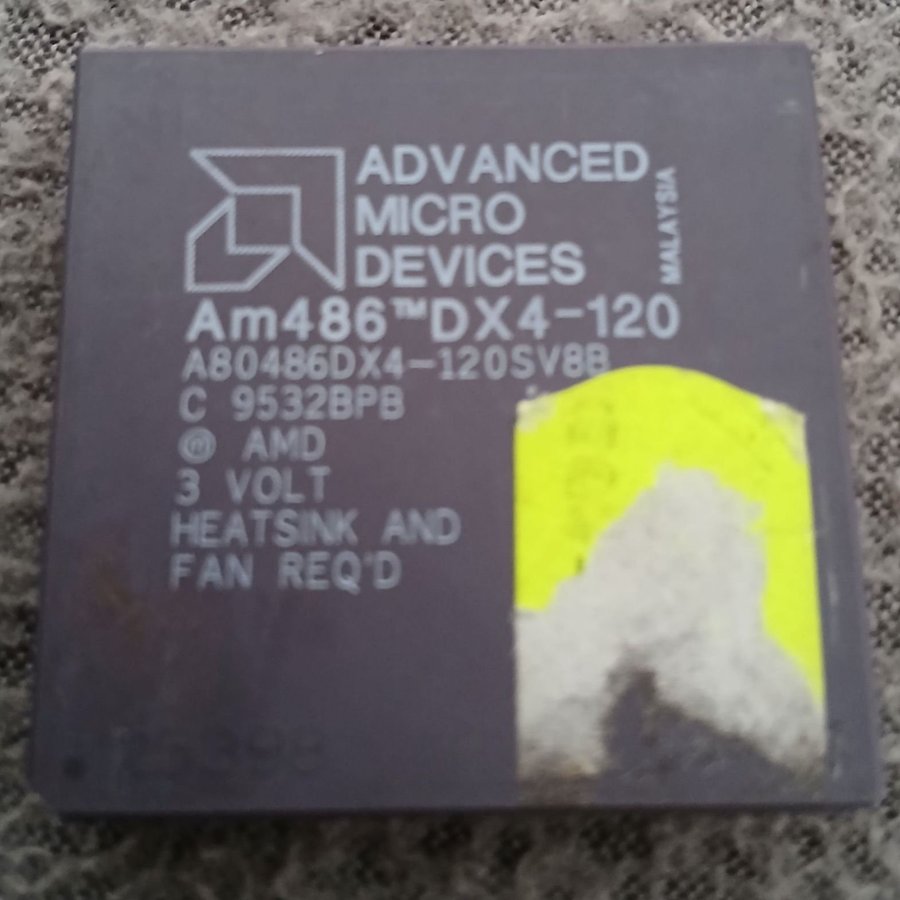 ADVANCED
MICRO
DEVICES
MALAYSIA
Am486™DX4-120
A80486DX4-120SV8B
C 9532BPB
Ⓜ AMD
3 VOLT
HEATSINK AND
FAN REQ'D